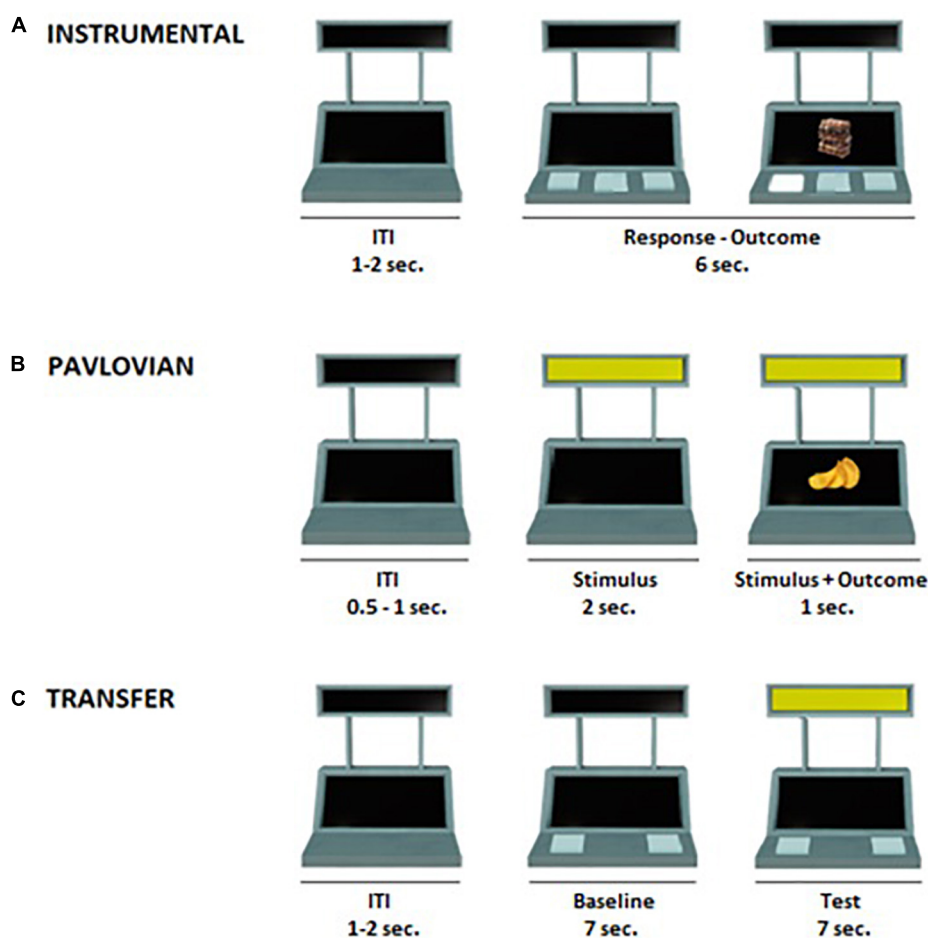 A INSTRUMENTAL
ITI
1-2 sec.
Response - Outcome
6 sec.
B PAVLOVIAN
ITI
0.5 - 1 sec.
Stimulus
2 sec.
Stimulus + Outcome
1 sec.
C TRANSFER
ITI
1-2 sec.
Baseline
7 sec.
Test
7 sec.